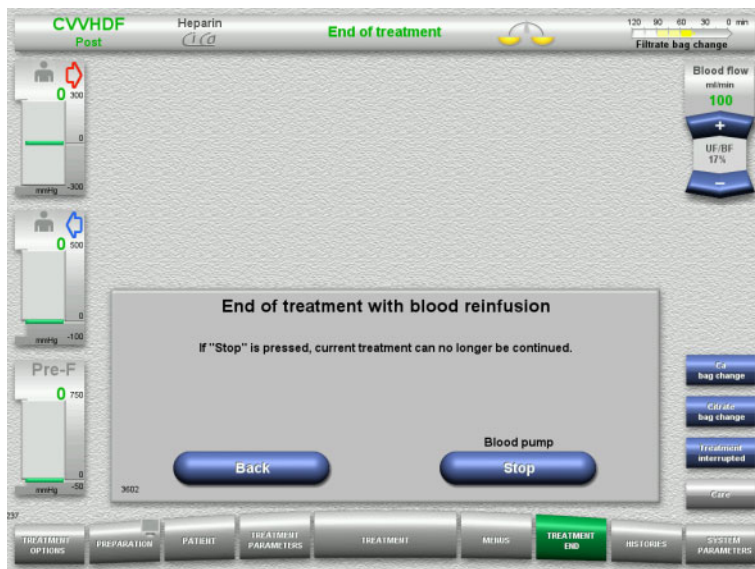 CVVHDF
Post
Heparin
Ci Ca
End of treatment
120 90 60 30 0 min
Filtrate bag change
0
300
0
mmHg -300
0
500
0
mmHg -100
Pre-F
0
750
0
mmHg -50
Blood flow
ml/min
100
+
UF/BF
17%
−
End of treatment with blood reinfusion
If "Stop" is pressed, current treatment can no longer be continued.
Blood pump
Back
Stop
3602
Ca
bag change
Citrate
bag change
Treatment
interrupted
Care
237
TREATMENT
OPTIONS
PREPARATION
PATIENT
TREATMENT
PARAMETERS
TREATMENT
MENUS
TREATMENT
END
HISTORIES
SYSTEM
PARAMETERS